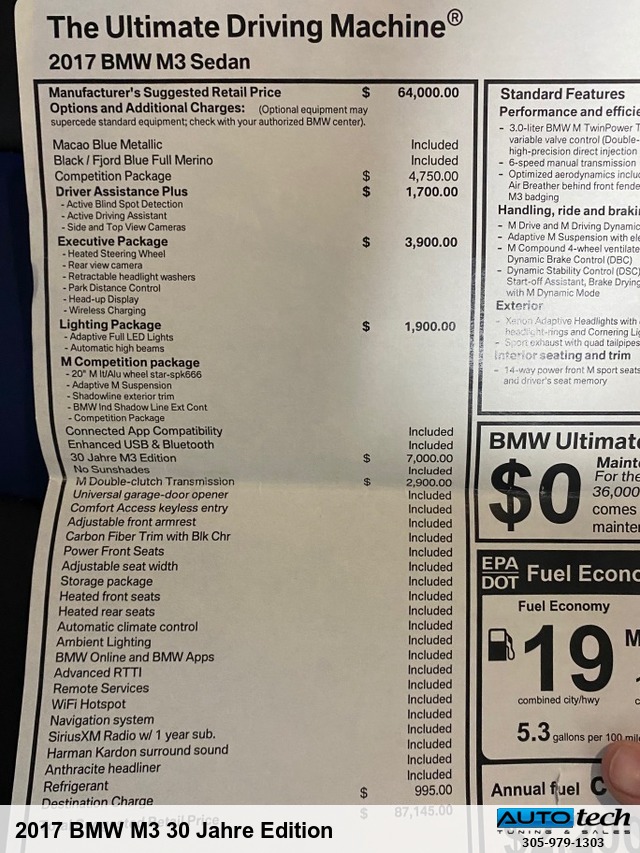 The Ultimate Driving Machine®
2017 BMW M3 Sedan
Manufacturer's Suggested Retail Price $ 64,000.00
Options and Additional Charges: (Optional equipment may
supercede standard equipment; check with your authorized BMW center).
Macao Blue Metallic Included
Black / Fjord Blue Full Merino Included
Competition Package $ 4,750.00
Driver Assistance Plus $ 1,700.00
- Active Blind Spot Detection
- Active Driving Assistant
- Side and Top View Cameras
Executive Package $ 3,900.00
- Heated Steering Wheel
- Rear view camera
- Retractable headlight washers
- Park Distance Control
- Head-up Display
- Wireless Charging
Lighting Package $ 1,900.00
- Adaptive Full LED Lights
- Automatic high beams
M Competition package
- 20" M lt/Alu wheel star-spk666
- Adaptive M Suspension
- Shadowline exterior trim
- BMW Ind Shadow Line Ext Cont
- Competition Package
Connected App Compatibility Included
Enhanced USB & Bluetooth Included
30 Jahre M3 Edition $ 7,000.00
No Sunshades Included
M Double-clutch Transmission $ 2,900.00
Universal garage-door opener Included
Comfort Access keyless entry Included
Adjustable front armrest Included
Carbon Fiber Trim with Blk Chr Included
Power Front Seats Included
Adjustable seat width Included
Storage package Included
Heated front seats Included
Heated rear seats Included
Automatic climate control Included
Ambient Lighting Included
BMW Online and BMW Apps Included
Advanced RTTI Included
Remote Services Included
WiFi Hotspot Included
Navigation system Included
SiriusXM Radio w/ 1 year sub. Included
Harman Kardon surround sound Included
Anthracite headliner Included
Refrigerant Included
Destination Charge $ 995.00
Total Suggested Retail Price $ 87,145.00
Standard Features
Performance and efficie
- 3.0-liter BMW M TwinPower T
variable valve control (Double-
high-precision direct injection
- 6-speed manual transmission
- Optimized aerodynamics includ
Air Breather behind front fende
M3 badging
Handling, ride and braki
- M Drive and M Driving Dynamic
- Adaptive M Suspension with ele
- M Compound 4-wheel ventilate
Dynamic Brake Control (DBC)
- Dynamic Stability Control (DSC)
Start-off Assistant, Brake Drying
with M Dynamic Mode
Exterior
- Xenon Adaptive Headlights with
headlight-rings and Cornering Lig
- Sport exhaust with quad tailpipes
Interior seating and trim
- 14-way power front M sport seats
and driver's seat memory
BMW Ultimate
$0 Mainte
For the
36,000
comes
mainten
EPA
DOT Fuel Econo
Fuel Economy
19 M
combined city/hwy c
5.3 gallons per 100 mile
Annual fuel C
2017 BMW M3 30 Jahre Edition
AUTOtech
TUNING & SALES
305-979-1303